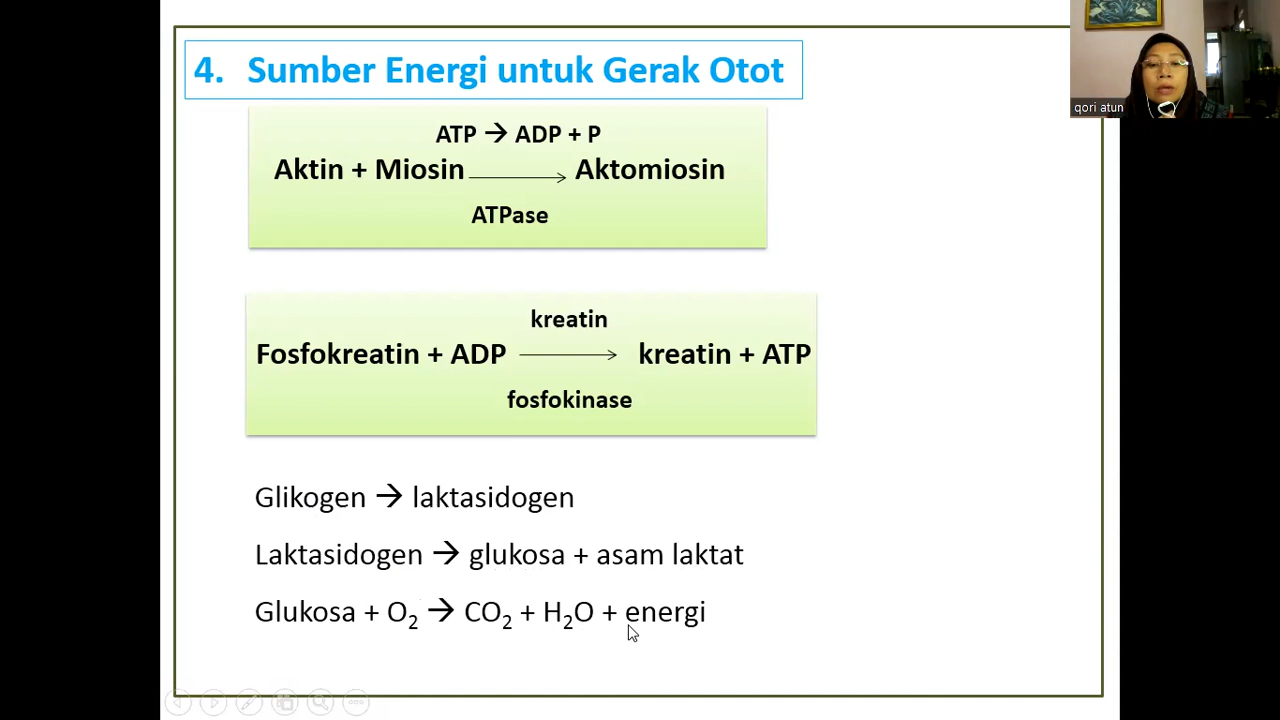 4. Sumber Energi untuk Gerak Otot
qori atun
ATP → ADP + P
Aktin + Miosin ⟶ Aktomiosin
ATPase
kreatin
Fosfokreatin + ADP ⟶ kreatin + ATP
fosfokinase
Glikogen → laktasidogen
Laktasidogen → glukosa + asam laktat
Glukosa + O₂ → CO₂ + H₂O + energi